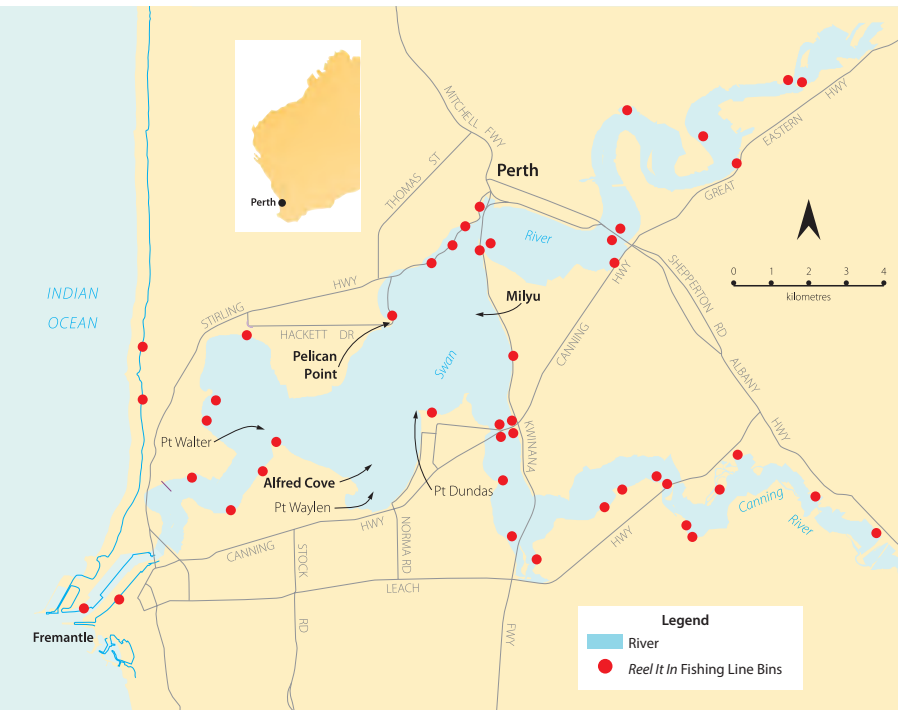 MITCHELL FWY
Perth
THOMAS ST
GREAT EASTERN HWY
Perth
River
0 1 2 3 4
kilometres
SHEPPERTON RD
INDIAN
OCEAN
STIRLING HWY
Milyu
HACKETT DR
CANNING HWY
Pelican
Point
Swan
ALBANY HWY
Pt Walter
KWINANA FWY
Alfred Cove
Pt Dundas
Pt Waylen
Canning
River
CANNING HWY
NORMA RD
STOCK RD
LEACH HWY
Fremantle
Legend
River
Reel It In Fishing Line Bins